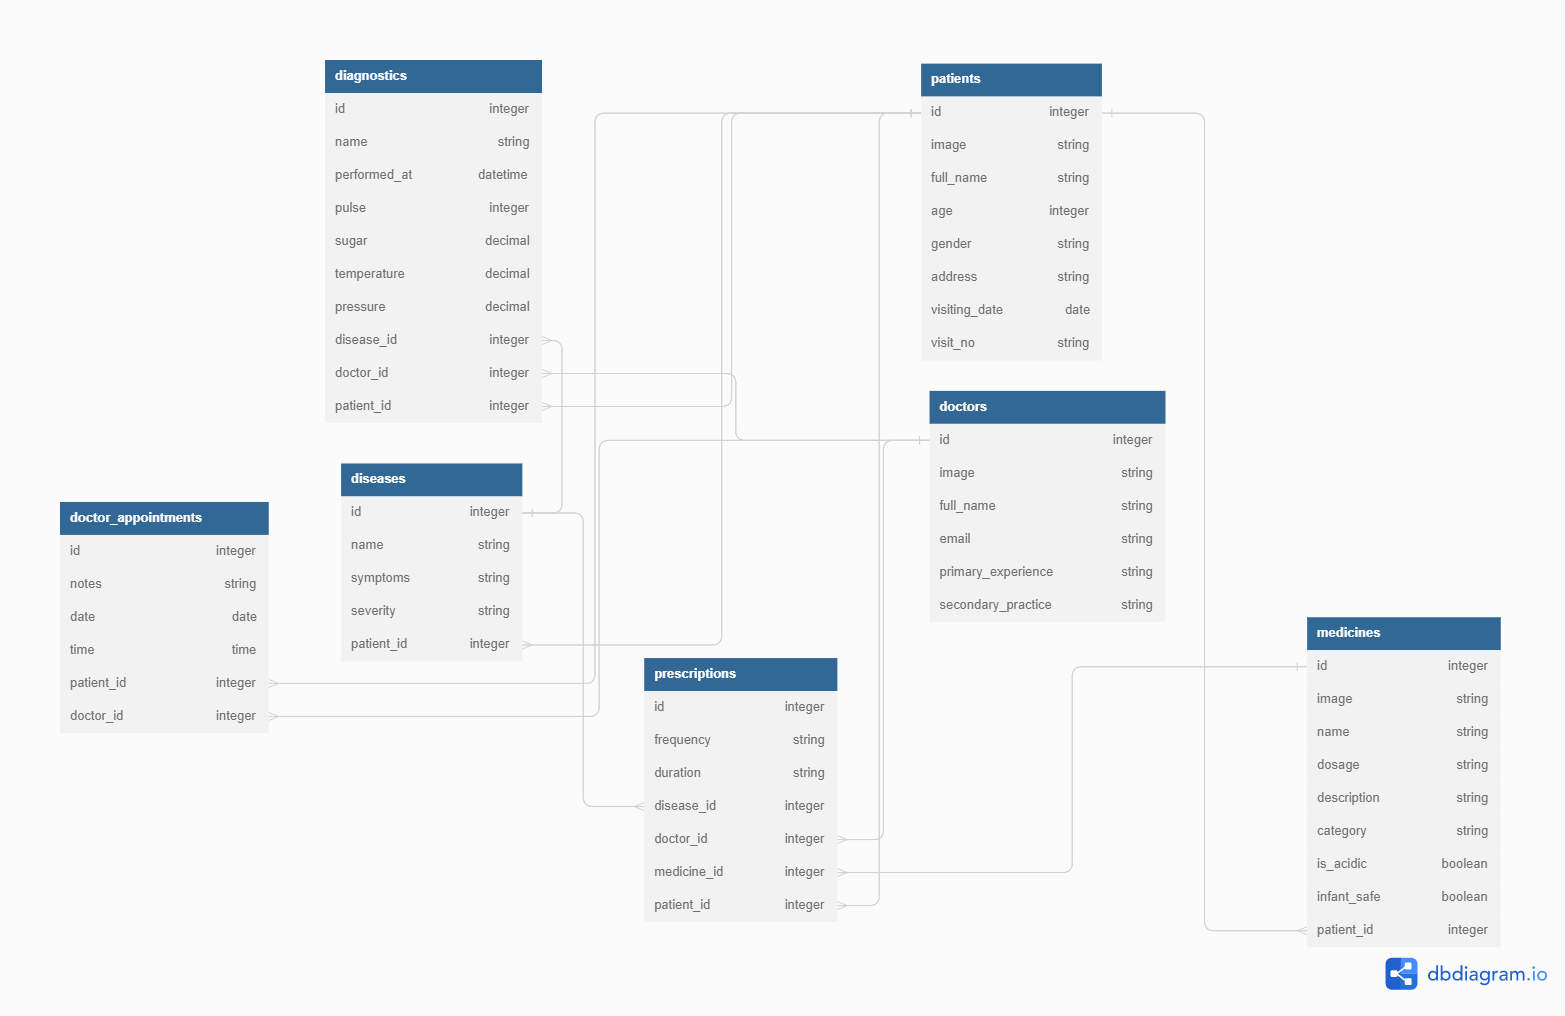 diagnostics
id integer
name string
performed_at datetime
pulse integer
sugar decimal
temperature decimal
pressure decimal
disease_id integer
doctor_id integer
patient_id integer
patients
id integer
image string
full_name string
age integer
gender string
address string
visiting_date date
visit_no string
doctors
id integer
image string
full_name string
email string
primary_experience string
secondary_practice string
diseases
id integer
name string
symptoms string
severity string
patient_id integer
doctor_appointments
id integer
notes string
date date
time time
patient_id integer
doctor_id integer
prescriptions
id integer
frequency string
duration string
disease_id integer
doctor_id integer
medicine_id integer
patient_id integer
medicines
id integer
image string
name string
dosage string
description string
category string
is_acidic boolean
infant_safe boolean
patient_id integer
dbdiagram.io